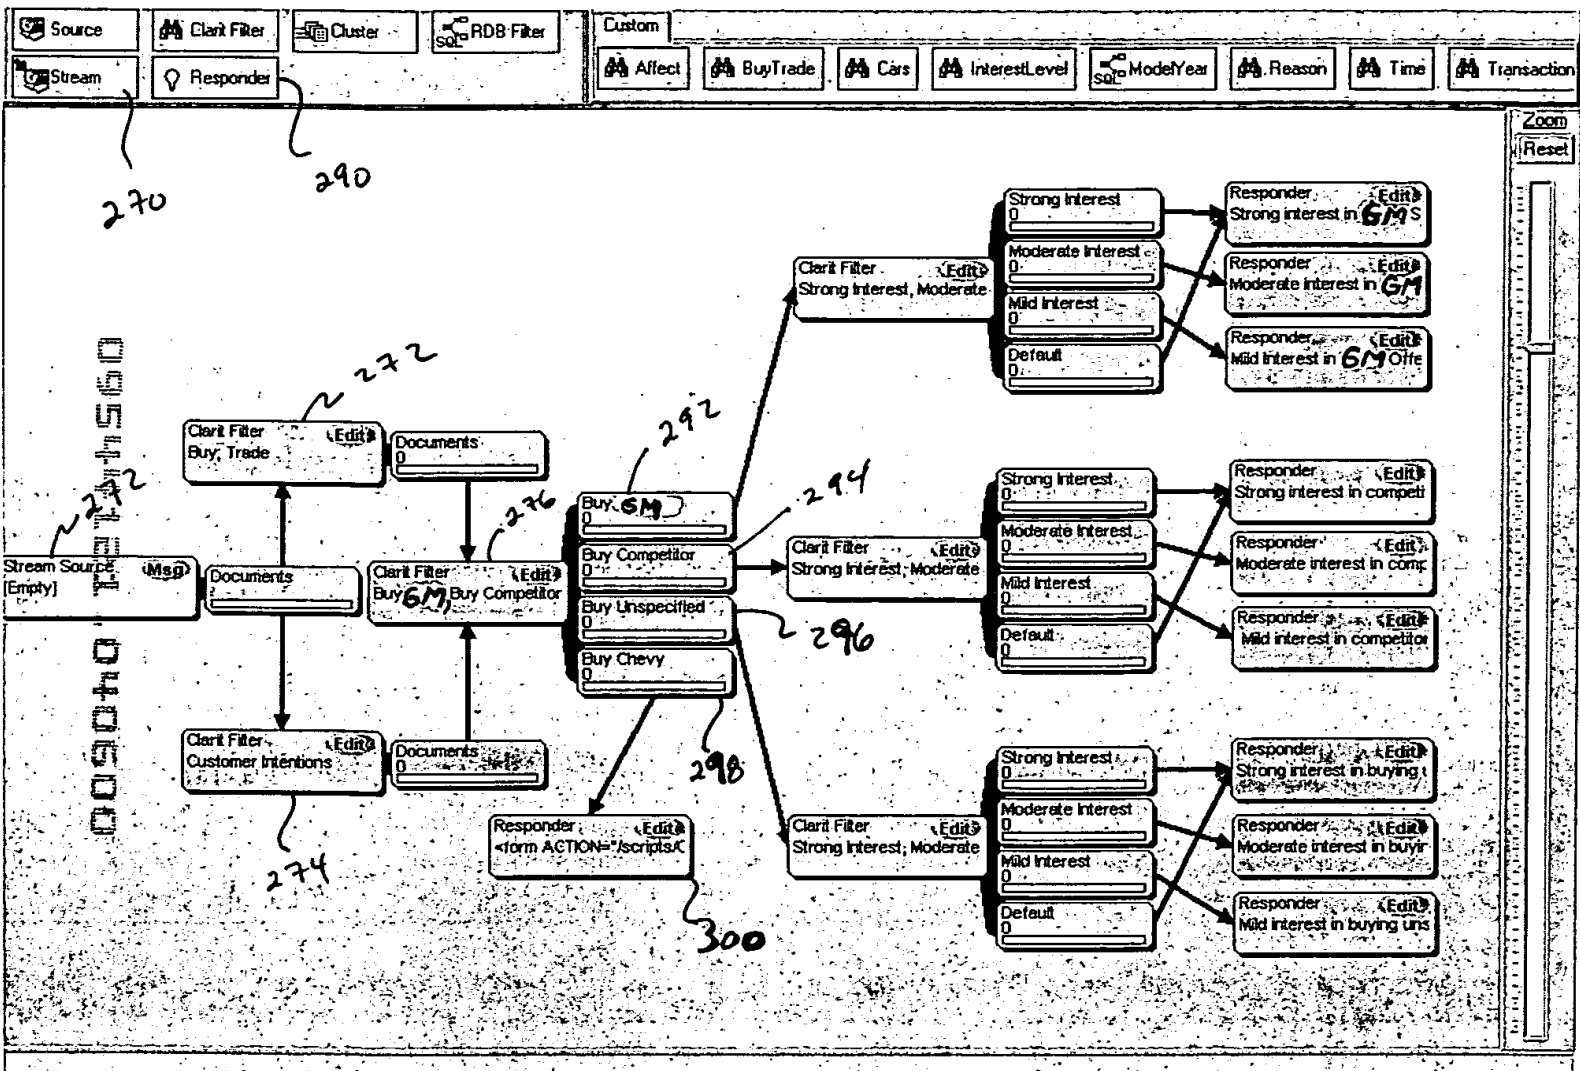 Source
Clarit Filter
Cluster
SQL RDB Filter
Stream
Responder
Custom
Affect
BuyTrade
Cars
InterestLevel
SQL ModelYear
Reason
Time
Transaction
Zoom
Reset
270
290
Strong Interest
0
Moderate Interest
0
Mild Interest
0
Default
0
Responder Edit
Strong interest in GM S
Responder Edit
Moderate interest in GM
Responder Edit
Mild Interest in GM Offe
Clarit Filter Edit
Strong Interest, Moderate
272
Clarit Filter Edit
Buy, Trade
Documents
0
292
272
276
294
Stream Source Msg
[Empty]
Documents
0
Clarit Filter Edit
Buy GM, Buy Competitor
Buy GM
0
Buy Competitor
0
Buy Unspecified
0
Buy Chevy
0
296
298
Clarit Filter Edit
Strong Interest, Moderate
Strong Interest
0
Moderate Interest
0
Mild Interest
0
Default
0
Responder Edit
Strong interest in competi
Responder Edit
Moderate interest in comp
Responder Edit
Mild interest in competitor
Clarit Filter Edit
Customer Intentions
Documents
0
274
Responder Edit
<form ACTION="/scripts/C
300
Clarit Filter Edit
Strong Interest, Moderate
Strong Interest
0
Moderate Interest
0
Mild Interest
0
Default
0
Responder Edit
Strong interest in buying u
Responder Edit
Moderate interest in buyin
Responder Edit
Mild interest in buying uns